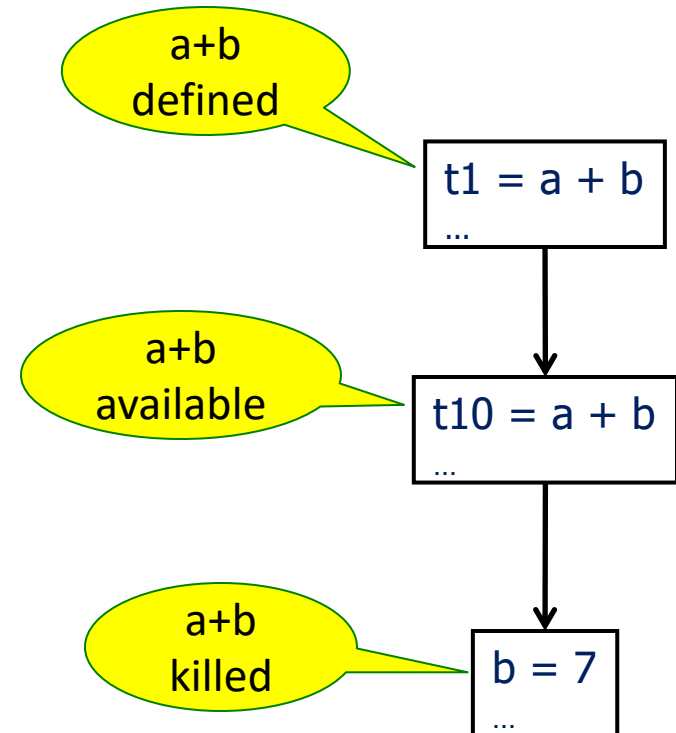 a+b
defined
t1 = a + b
…
a+b
available
t10 = a + b
…
a+b
killed
b = 7
…